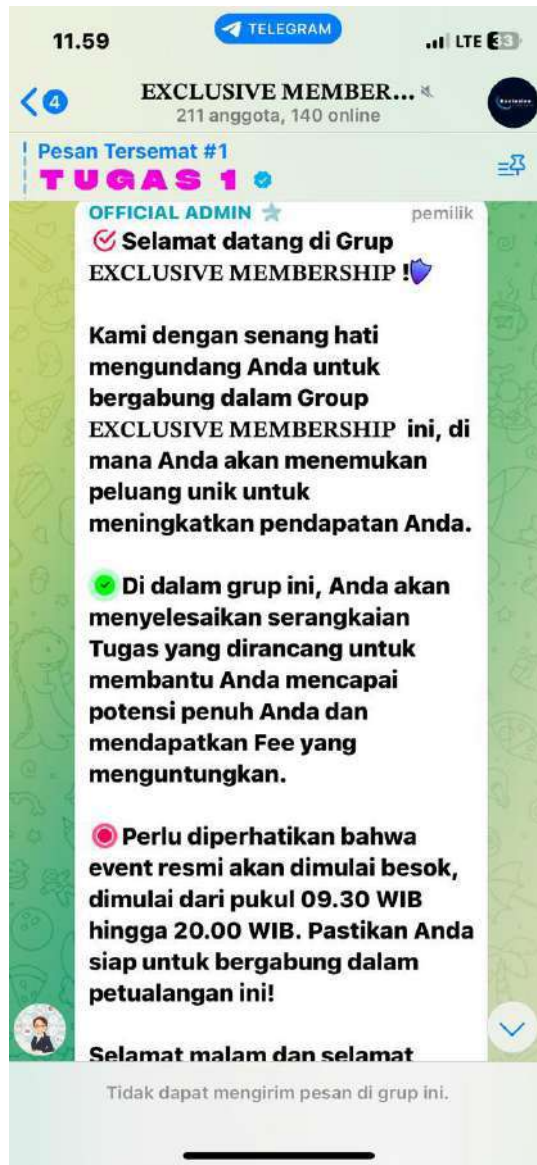 11.59
TELEGRAM
LTE 33
4
EXCLUSIVE MEMBER...
211 anggota, 140 online
Pesan Tersemat #1
TUGAS 1
OFFICIAL ADMIN
pemilik
Selamat datang di Grup
EXCLUSIVE MEMBERSHIP !
Kami dengan senang hati
mengundang Anda untuk
bergabung dalam Group
EXCLUSIVE MEMBERSHIP ini, di
mana Anda akan menemukan
peluang unik untuk
meningkatkan pendapatan Anda.
Di dalam grup ini, Anda akan
menyelesaikan serangkaian
Tugas yang dirancang untuk
membantu Anda mencapai
potensi penuh Anda dan
mendapatkan Fee yang
menguntungkan.
Perlu diperhatikan bahwa
event resmi akan dimulai besok,
dimulai dari pukul 09.30 WIB
hingga 20.00 WIB. Pastikan Anda
siap untuk bergabung dalam
petualangan ini!
Selamat malam dan selamat
Tidak dapat mengirim pesan di grup ini.